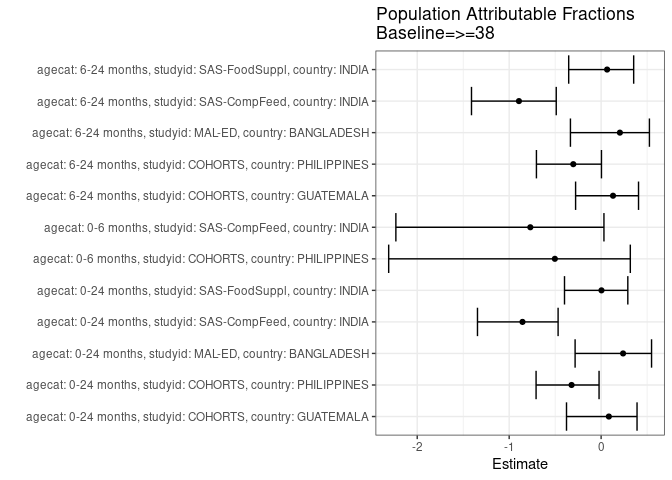 Population Attributable Fractions
Baseline=>=38
agecat: 6-24 months, studyid: SAS-FoodSuppl, country: INDIA
agecat: 6-24 months, studyid: SAS-CompFeed, country: INDIA
agecat: 6-24 months, studyid: MAL-ED, country: BANGLADESH
agecat: 6-24 months, studyid: COHORTS, country: PHILIPPINES
agecat: 6-24 months, studyid: COHORTS, country: GUATEMALA
agecat: 0-6 months, studyid: SAS-CompFeed, country: INDIA
agecat: 0-6 months, studyid: COHORTS, country: PHILIPPINES
agecat: 0-24 months, studyid: SAS-FoodSuppl, country: INDIA
agecat: 0-24 months, studyid: SAS-CompFeed, country: INDIA
agecat: 0-24 months, studyid: MAL-ED, country: BANGLADESH
agecat: 0-24 months, studyid: COHORTS, country: PHILIPPINES
agecat: 0-24 months, studyid: COHORTS, country: GUATEMALA
-2 -1 0
Estimate